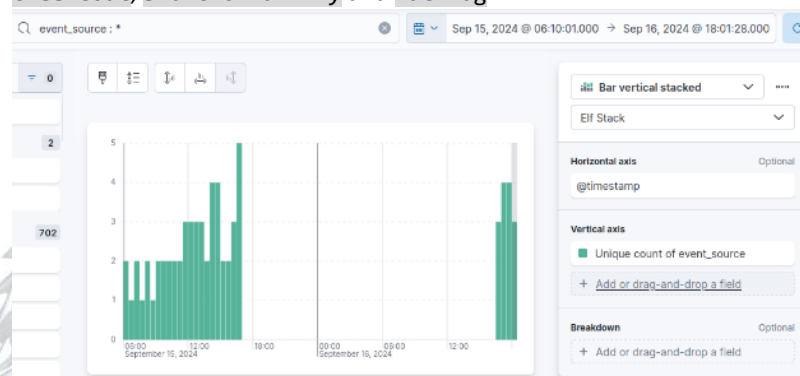 event_source : *
Sep 15, 2024 @ 06:10:01.000 → Sep 16, 2024 @ 18:01:28.000
0
Bar vertical stacked
Elf Stack
2
5
4
3
2
1
0
Horizontal axis Optional
@timestamp
702
Vertical axis
Unique count of event_source
+ Add or drag-and-drop a field
06:00 12:00 18:00 00:00 06:00 12:00
September 15, 2024 September 16, 2024
Breakdown Optional
+ Add or drag-and-drop a field